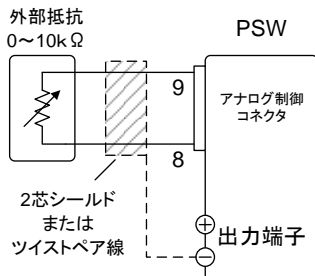 外部抵抗
0～10kΩ
PSW
9
アナログ制御
コネクタ
8
2芯シールド
または
ツイストペア線
出力端子